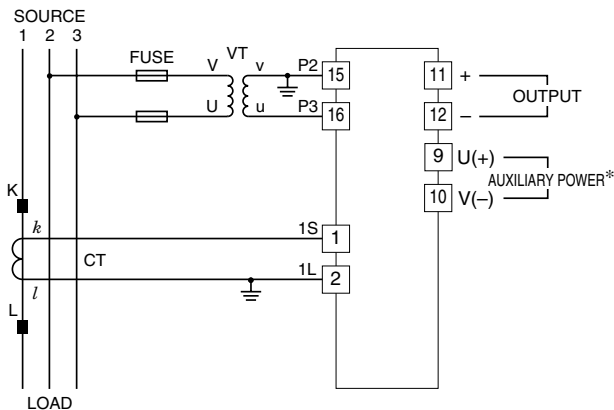 SOURCE
1 2 3
FUSE
VT
V v P2 15
U u P3 16
11 +
12 –
OUTPUT
9 U(+)
10 V(–)
AUXILIARY POWER*
K
k 1S 1
CT
l 1L 2
L
LOAD